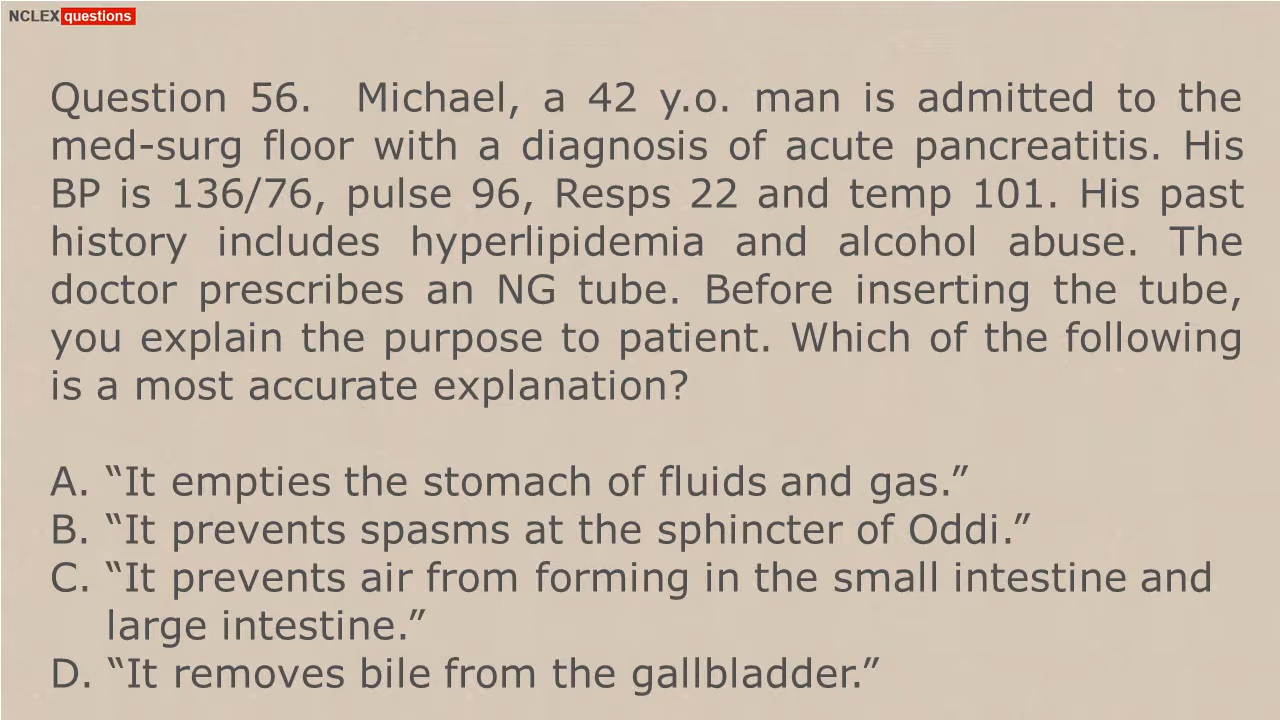 NCLEX questions
Question 56. Michael, a 42 y.o. man is admitted to the
med-surg floor with a diagnosis of acute pancreatitis. His
BP is 136/76, pulse 96, Resps 22 and temp 101. His past
history includes hyperlipidemia and alcohol abuse. The
doctor prescribes an NG tube. Before inserting the tube,
you explain the purpose to patient. Which of the following
is a most accurate explanation?
A. “It empties the stomach of fluids and gas.”
B. “It prevents spasms at the sphincter of Oddi.”
C. “It prevents air from forming in the small intestine and
large intestine.”
D. “It removes bile from the gallbladder.”